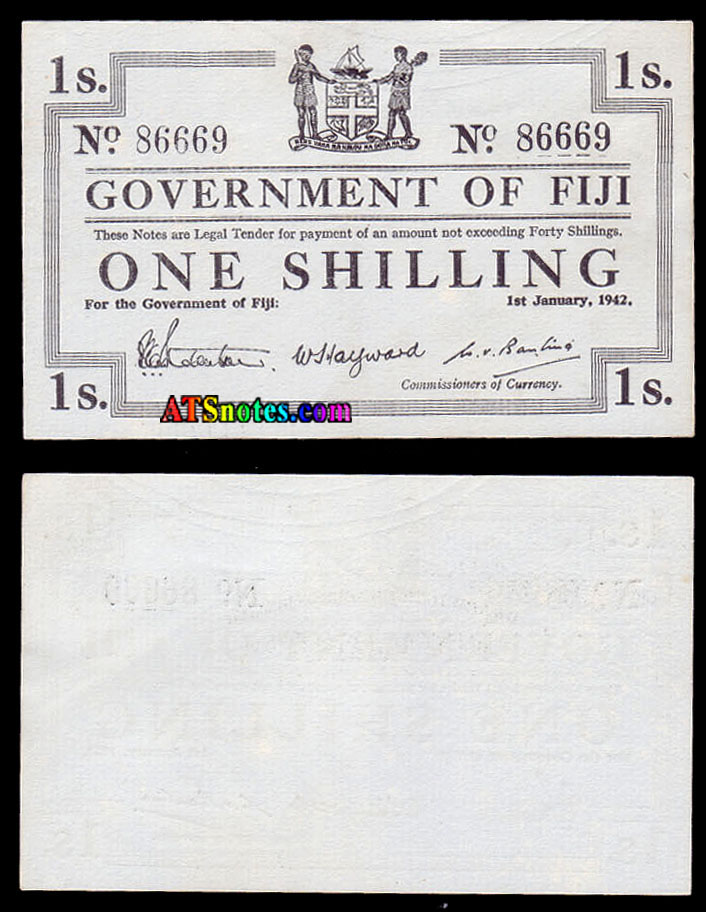 1s. 1s.
Nº. 86669 Nº. 86669
GOVERNMENT OF FIJI
These Notes are Legal Tender for payment of an amount not exceeding Forty Shillings.
ONE SHILLING
For the Government of Fiji: 1st January, 1942.
W Hayward
Commissioners of Currency.
1s. 1s.
ATSnotes.com